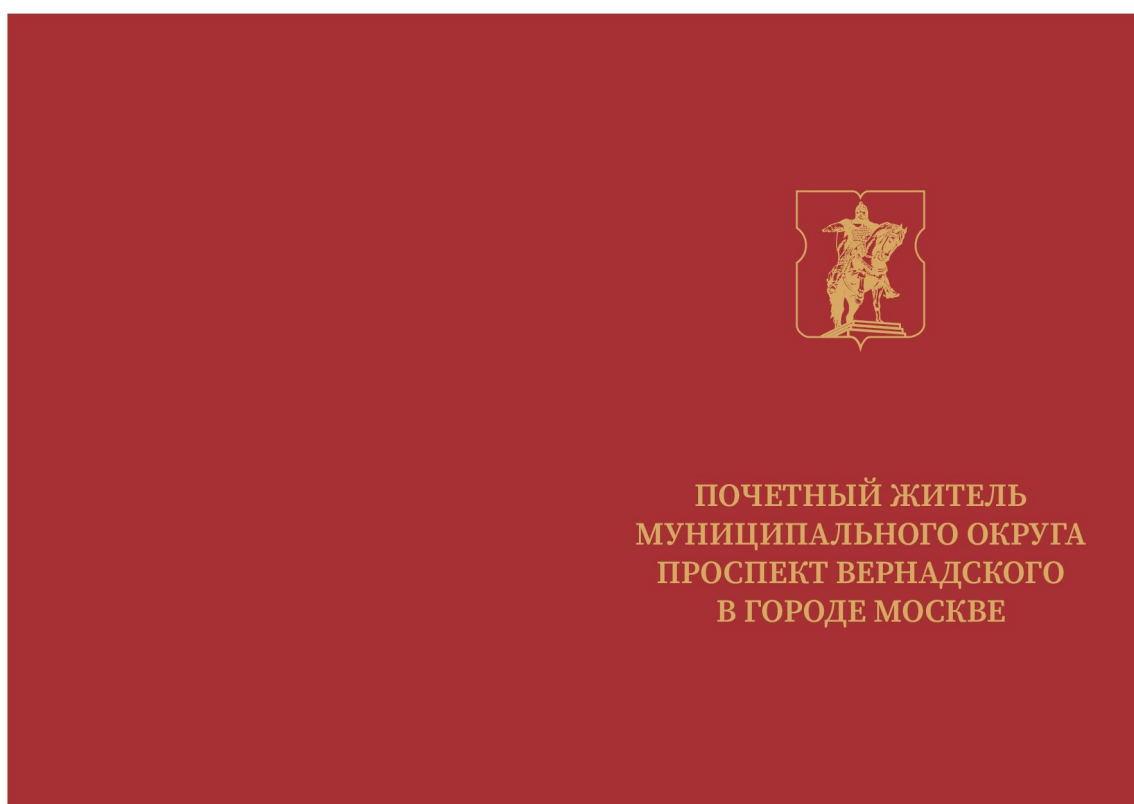 ПОЧЕТНЫЙ ЖИТЕЛЬ
МУНИЦИПАЛЬНОГО ОКРУГА
ПРОСПЕКТ ВЕРНАДСКОГО
В ГОРОДЕ МОСКВЕ